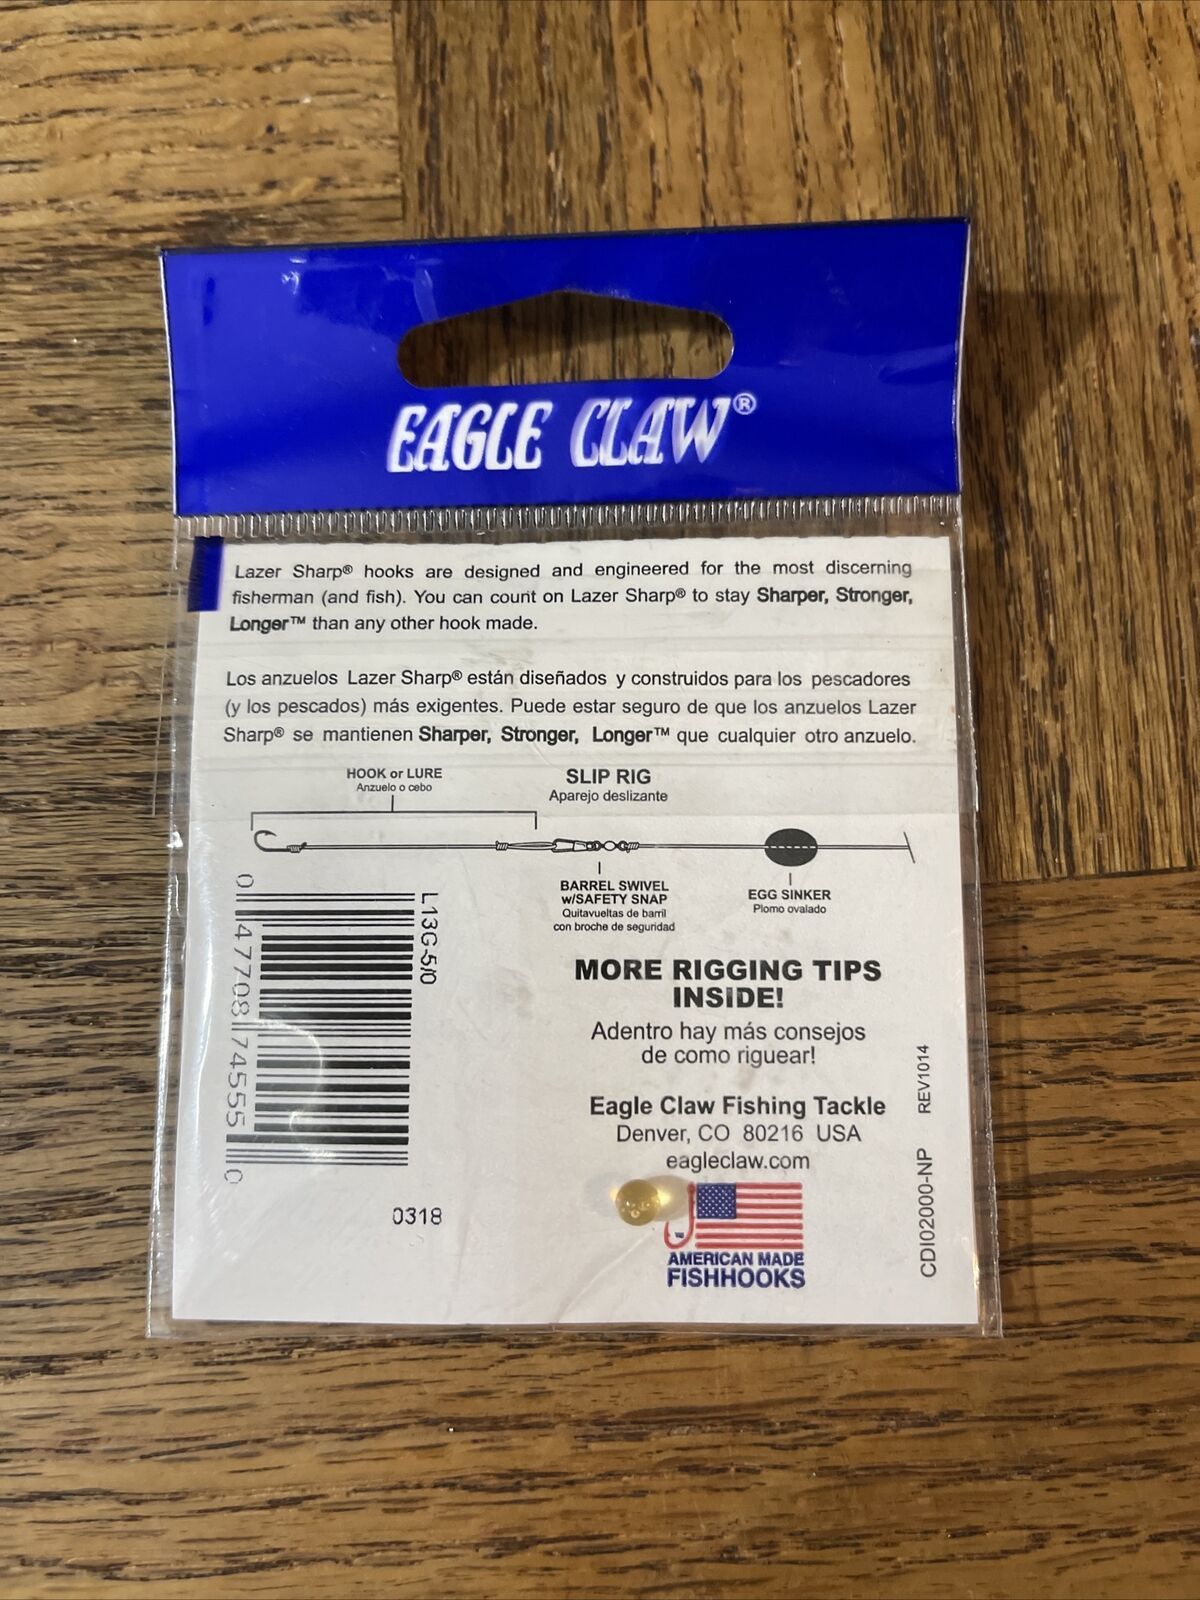 EAGLE CLAW®
Lazer Sharp® hooks are designed and engineered for the most discerning
fisherman (and fish). You can count on Lazer Sharp® to stay Sharper, Stronger,
Longer™ than any other hook made.
Los anzuelos Lazer Sharp® están diseñados y construidos para los pescadores
(y los pescados) más exigentes. Puede estar seguro de que los anzuelos Lazer
Sharp® se mantienen Sharper, Stronger, Longer™ que cualquier otro anzuelo.
HOOK or LURE
Anzuelo o cebo
SLIP RIG
Aparejo deslizante
BARREL SWIVEL
w/SAFETY SNAP
Quitavueltas de barril
con broche de seguridad
EGG SINKER
Plomo ovalado
L13G-5/0
0 47708 74555 0
0318
MORE RIGGING TIPS
INSIDE!
Adentro hay más consejos
de como riguear!
Eagle Claw Fishing Tackle
Denver, CO 80216 USA
eagleclaw.com
AMERICAN MADE
FISHHOOKS
CDI02000-NP REV1014